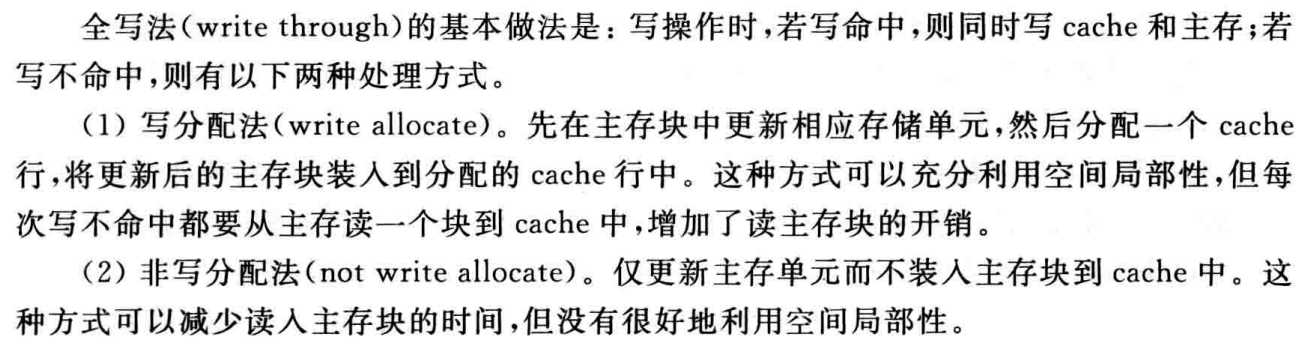 全写法(write through)的基本做法是：写操作时,若写命中,则同时写 cache 和主存;若
写不命中,则有以下两种处理方式。
(1) 写分配法(write allocate)。先在主存块中更新相应存储单元,然后分配一个 cache
行,将更新后的主存块装入到分配的 cache 行中。这种方式可以充分利用空间局部性,但每
次写不命中都要从主存读一个块到 cache 中,增加了读主存块的开销。
(2) 非写分配法(not write allocate)。仅更新主存单元而不装入主存块到 cache 中。这
种方式可以减少读入主存块的时间,但没有很好地利用空间局部性。